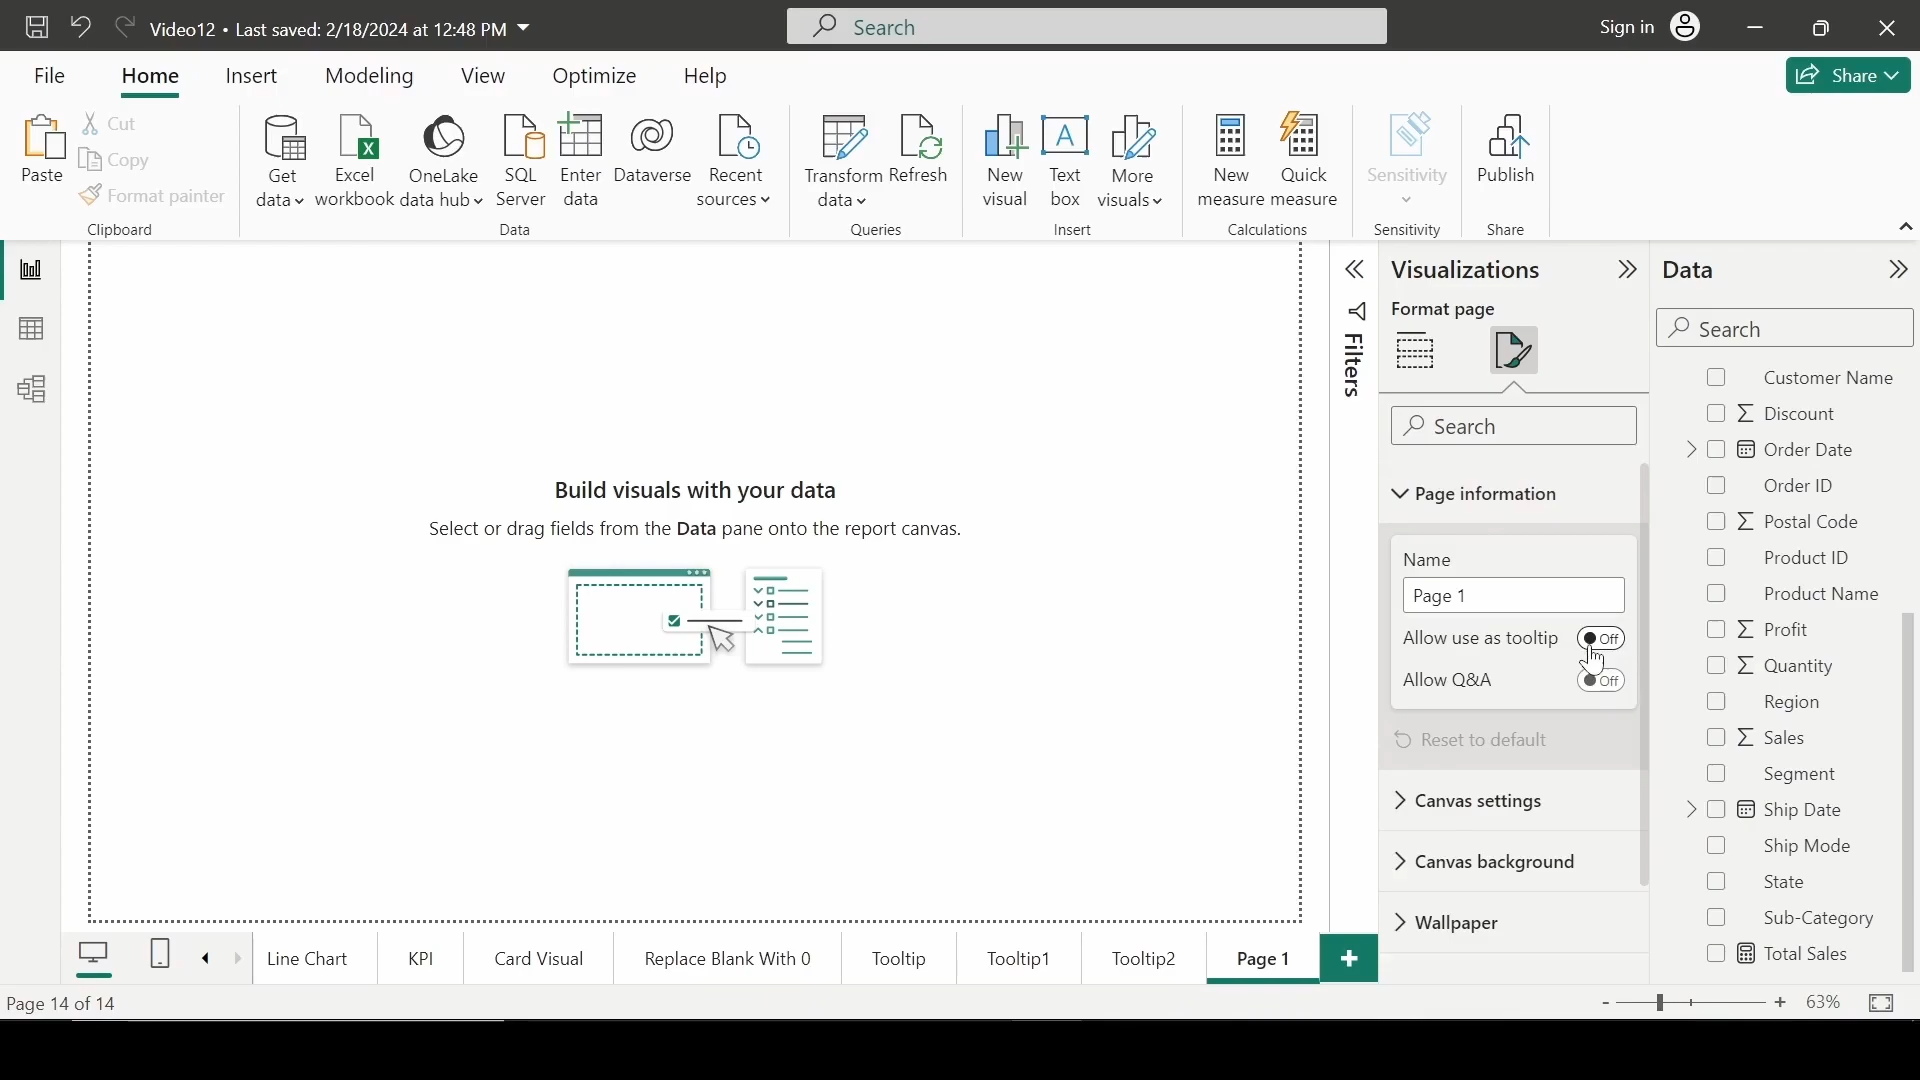 Video12 • Last saved: 2/18/2024 at 12:48 PM
Search
Sign in
File
Home
Insert
Modeling
View
Optimize
Help
Share
Paste
Cut
Copy
Format painter
Clipboard
Get data
Excel workbook
OneLake data hub
SQL Server
Enter data
Dataverse
Recent sources
Data
Transform data
Refresh
Queries
New visual
A
Text box
More visuals
Insert
New measure
Quick measure
Calculations
Sensitivity
Sensitivity
Publish
Share
Build visuals with your data
Select or drag fields from the Data pane onto the report canvas.
Filters
Visualizations
Format page
Search
Page information
Name
Page 1
Allow use as tooltip
Off
Allow Q&A
Off
Reset to default
Canvas settings
Canvas background
Wallpaper
Data
Search
Customer Name
Discount
Order Date
Order ID
Postal Code
Product ID
Product Name
Profit
Quantity
Region
Sales
Segment
Ship Date
Ship Mode
State
Sub-Category
Total Sales
Line Chart
KPI
Card Visual
Replace Blank With 0
Tooltip
Tooltip1
Tooltip2
Page 1
Page 14 of 14
63%